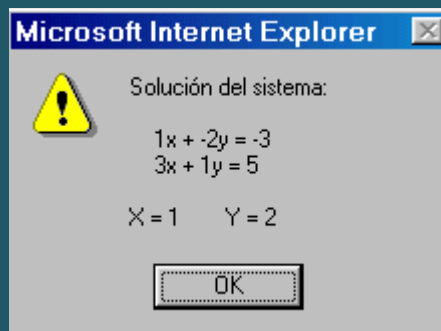 Microsoft Internet Explorer
Solución del sistema:
1x + -2y = -3
3x + 1y = 5
X = 1 Y = 2
OK